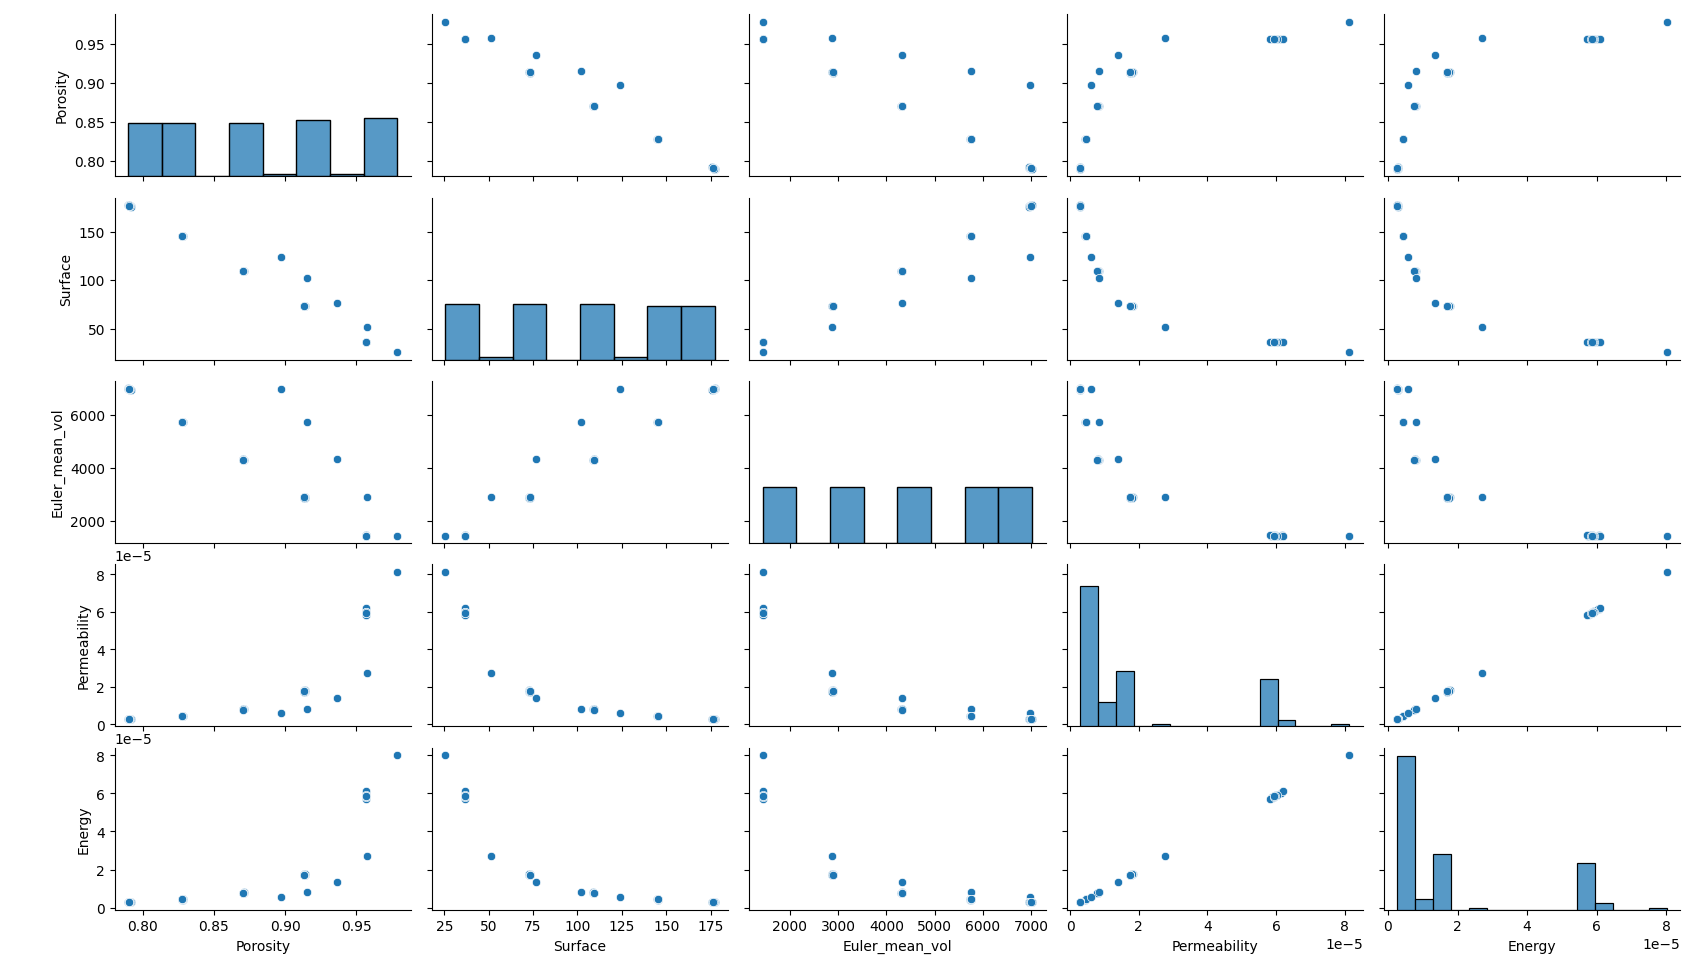 0.95
0.90
0.85
0.80
Porosity
150
100
50
Surface
6000
4000
2000
Euler_mean_vol
1e−5
8
6
4
2
0
Permeability
1e−5
8
6
4
2
0
Energy
0.80 0.85 0.90 0.95
Porosity
25 50 75 100 125 150 175
Surface
2000 3000 4000 5000 6000 7000
Euler_mean_vol
0 2 4 6 8
1e−5
Permeability
0 2 4 6 8
1e−5
Energy